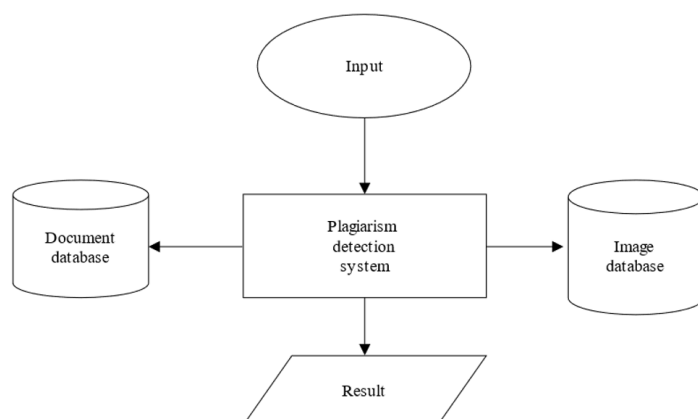 Input
Document
database
Plagiarism
detection
system
Image
database
Result